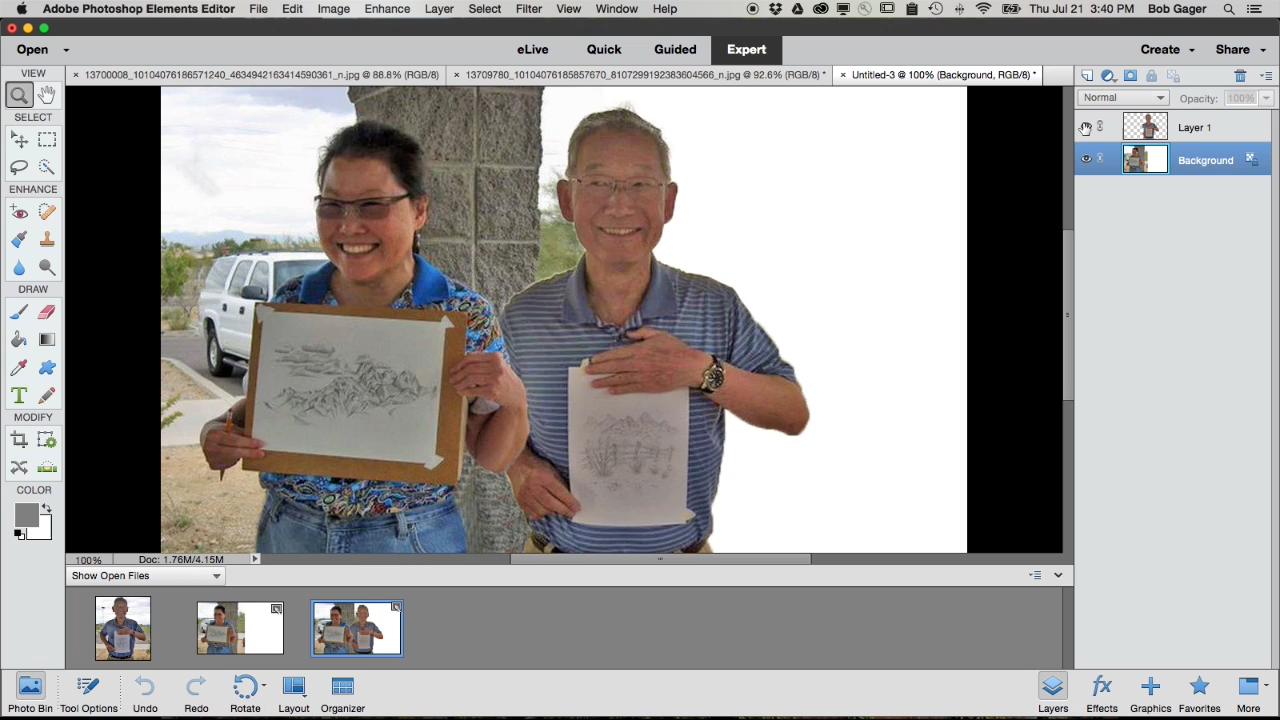 Adobe Photoshop Elements Editor File Edit Image Enhance Layer Select Filter View Window Help Thu Jul 21 3:40 PM Bob Gager
Open eLive Quick Guided Expert Create Share
VIEW × 13700008_10104076186571240_4634942163414590361_n.jpg @ 88.8% (RGB/8) × 13709780_10104076185857670_8107299192383604566_n.jpg @ 92.6% (RGB/8) * × Untitled-3 @ 100% (Background, RGB/8) *
Normal Opacity: 100%
SELECT
Layer 1
Background
ENHANCE
DRAW
T
MODIFY
COLOR
100% Doc: 1.76M/4.15M
Show Open Files
Photo Bin Tool Options Undo Redo Rotate Layout Organizer Layers Effects Graphics Favorites More
fx